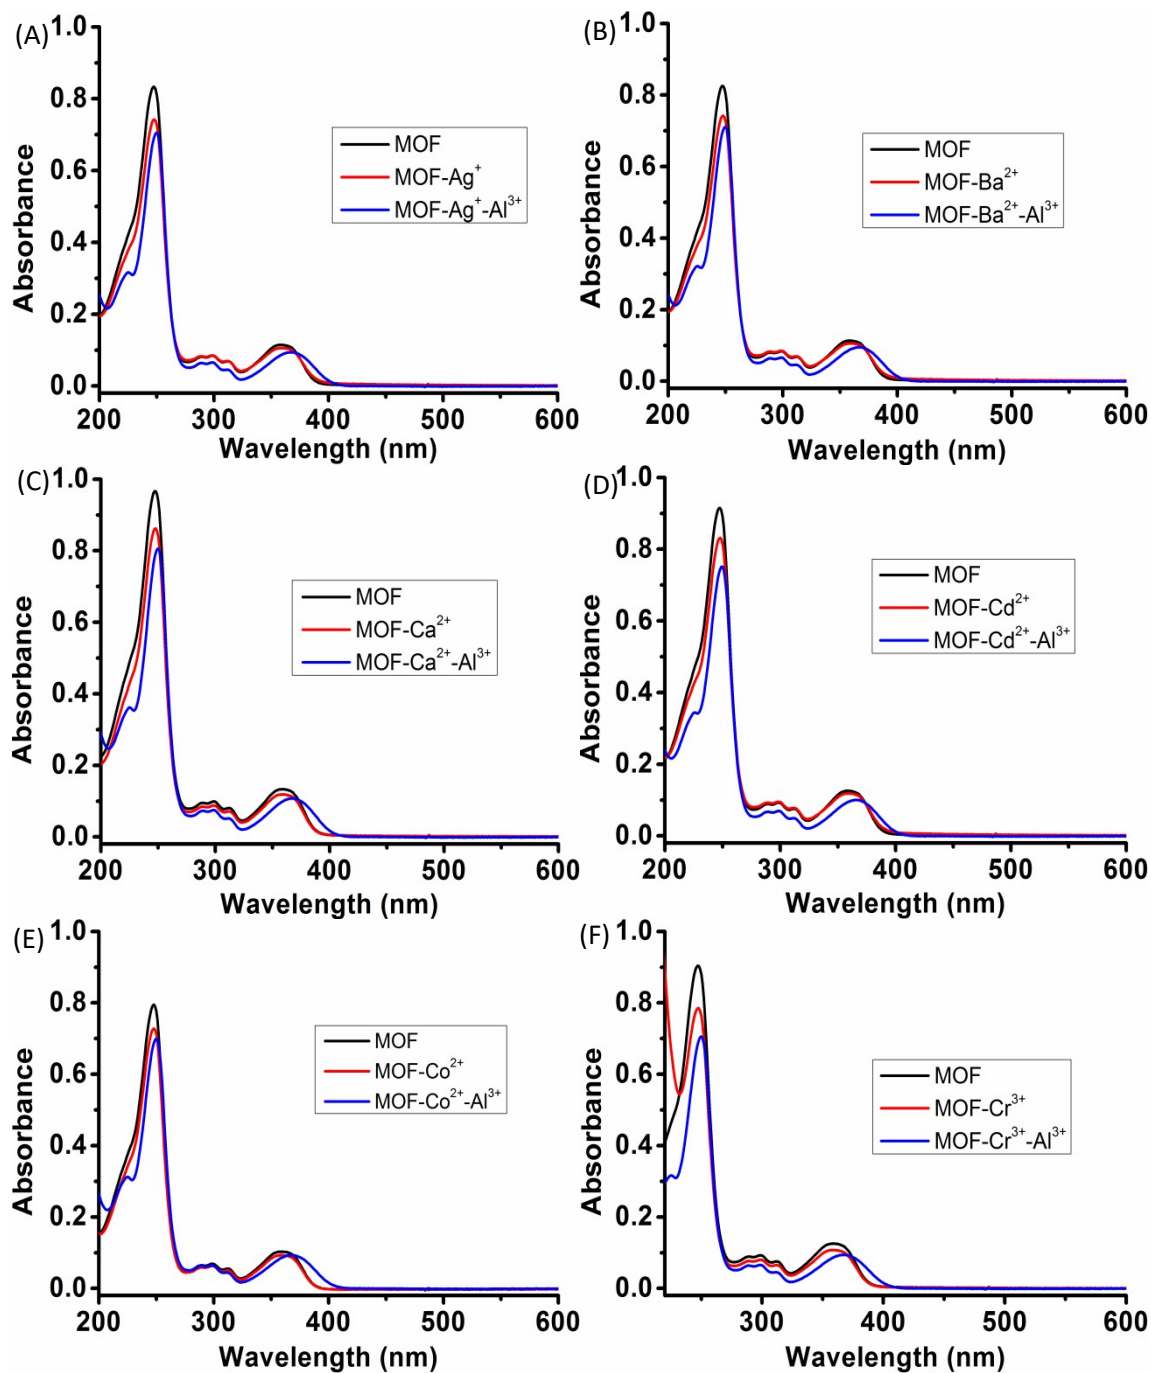 (A)
1.0
0.8
0.6
0.4
0.2
0.0
Absorbance
MOF
MOF-Ag⁺
MOF-Ag⁺-Al³⁺
200 300 400 500 600
Wavelength (nm)
(B)
1.0
0.8
0.6
0.4
0.2
0.0
Absorbance
MOF
MOF-Ba²⁺
MOF-Ba²⁺-Al³⁺
200 300 400 500 600
Wavelength (nm)
(C)
1.0
0.8
0.6
0.4
0.2
0.0
Absorbance
MOF
MOF-Ca²⁺
MOF-Ca²⁺-Al³⁺
200 300 400 500 600
Wavelength (nm)
(D)
1.0
0.8
0.6
0.4
0.2
0.0
Absorbance
MOF
MOF-Cd²⁺
MOF-Cd²⁺-Al³⁺
200 300 400 500 600
Wavelength (nm)
(E)
1.0
0.8
0.6
0.4
0.2
0.0
Absorbance
MOF
MOF-Co²⁺
MOF-Co²⁺-Al³⁺
200 300 400 500 600
Wavelength (nm)
(F)
1.0
0.8
0.6
0.4
0.2
0.0
Absorbance
MOF
MOF-Cr³⁺
MOF-Cr³⁺-Al³⁺
300 400 500 600
Wavelength (nm)